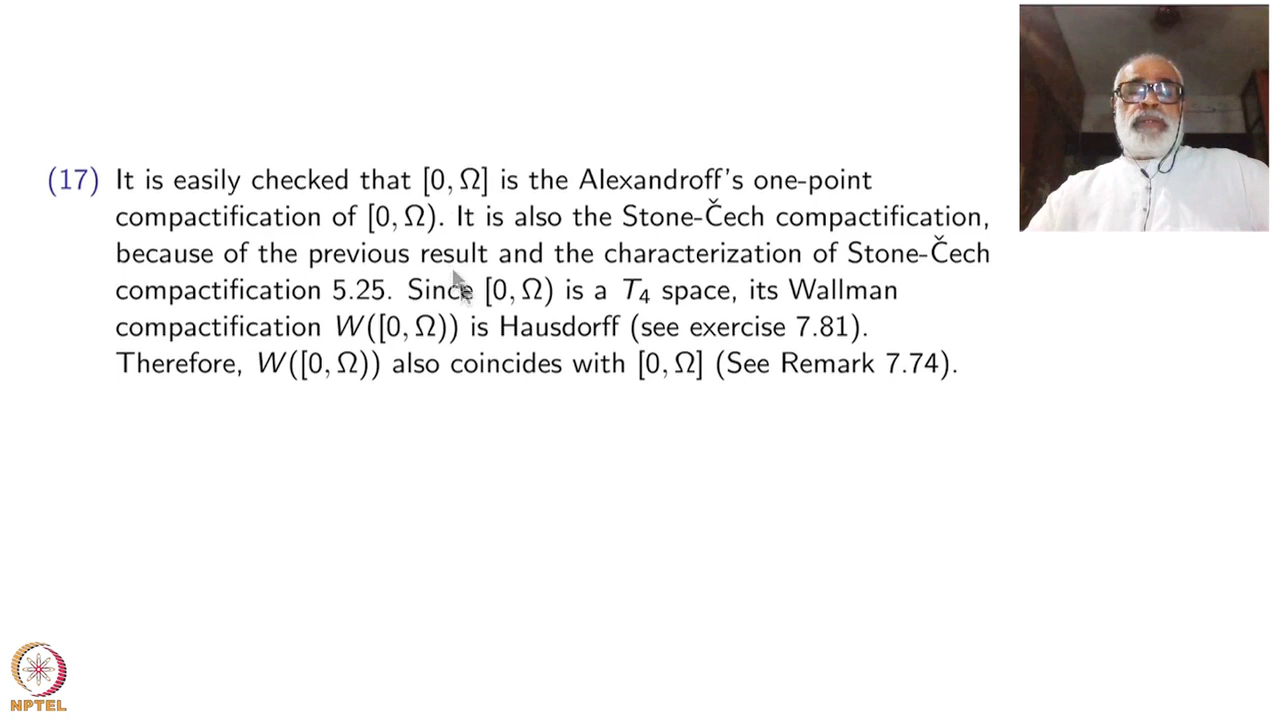 (17) It is easily checked that [0, Ω] is the Alexandroff's one-point
compactification of [0, Ω). It is also the Stone-Čech compactification,
because of the previous result and the characterization of Stone-Čech
compactification 5.25. Since [0, Ω) is a T₄ space, its Wallman
compactification W([0, Ω)) is Hausdorff (see exercise 7.81).
Therefore, W([0, Ω)) also coincides with [0, Ω] (See Remark 7.74).
NPTEL